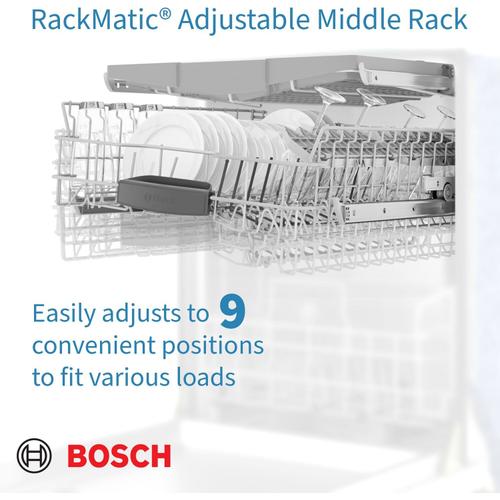 RackMatic® Adjustable Middle Rack
Easily adjusts to 9
convenient positions
to fit various loads
BOSCH